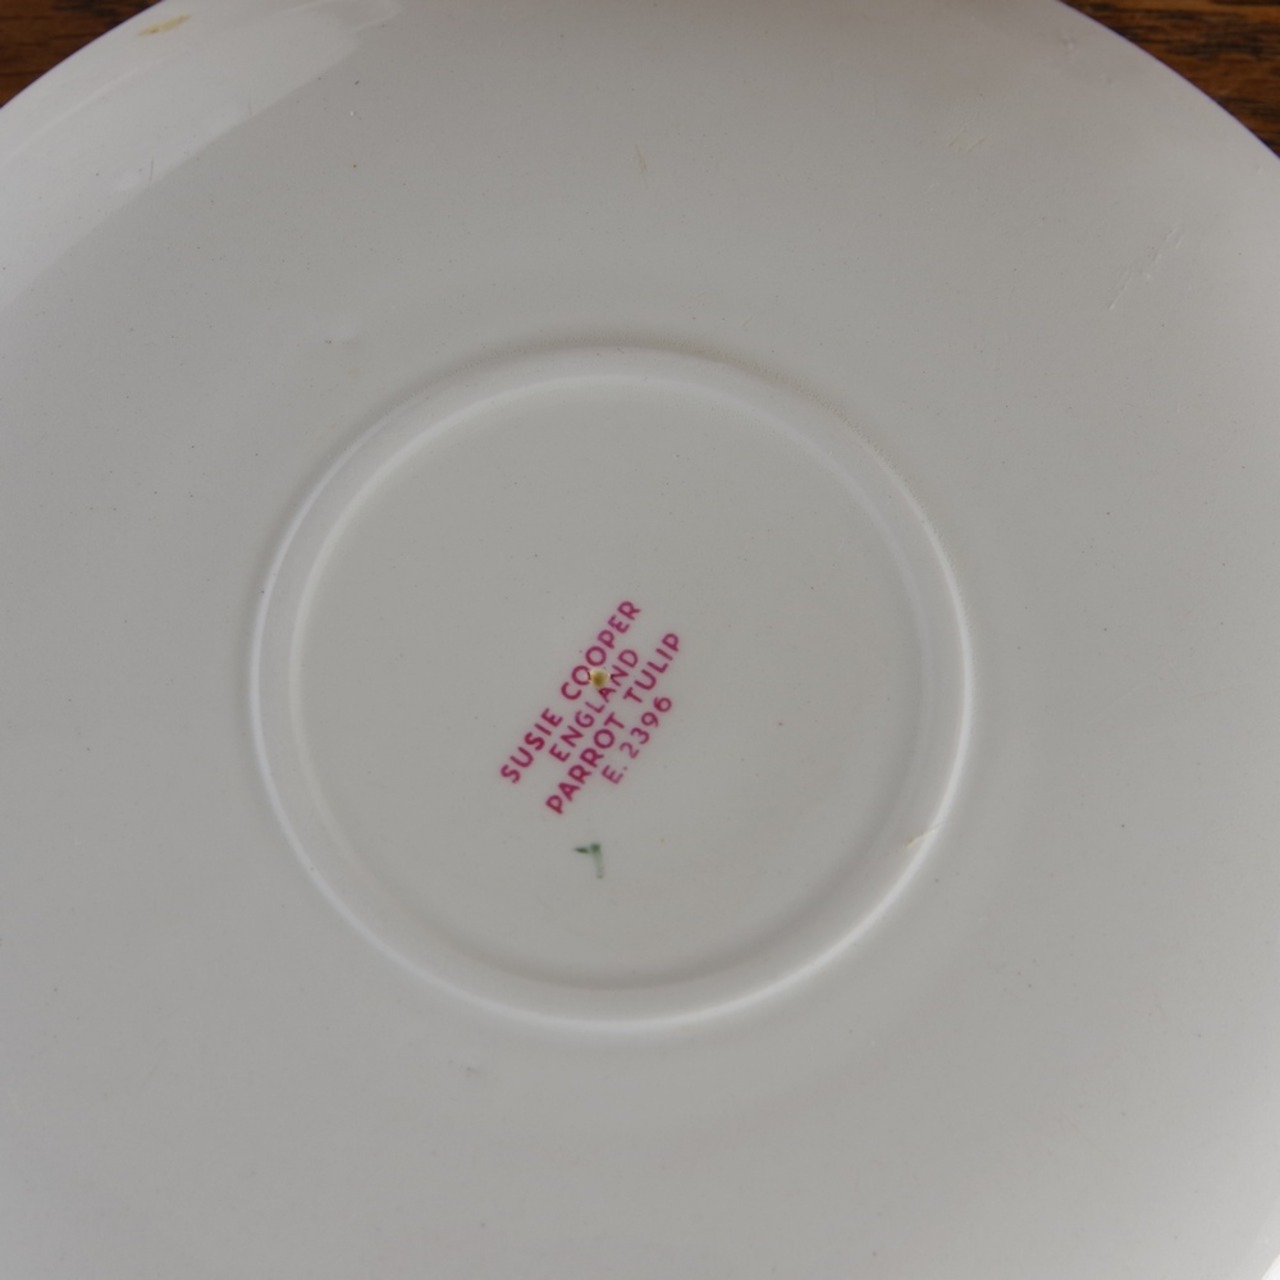 SUSIE COOPER
ENGLAND
PARROT TULIP
E. 2396